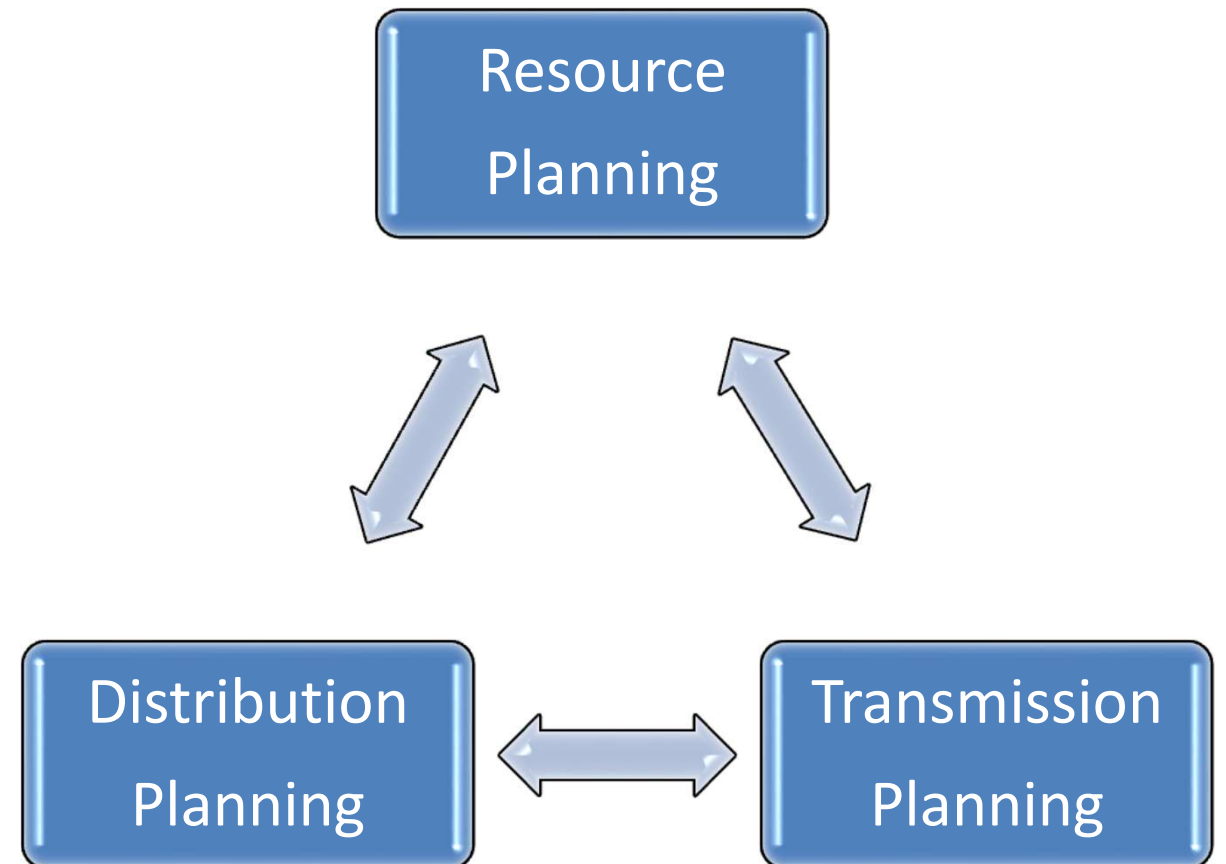 Resource
Planning
Distribution
Planning
Transmission
Planning